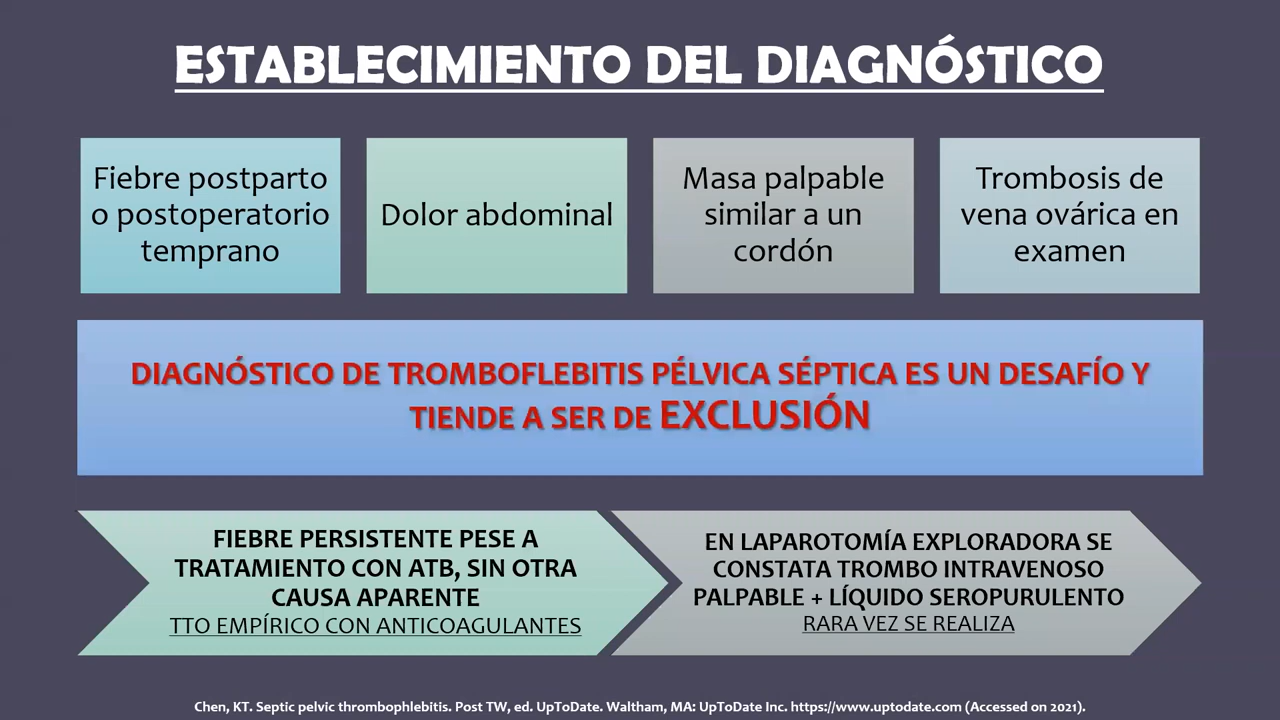 ESTABLECIMIENTO DEL DIAGNÓSTICO
Fiebre postparto
o postoperatorio
temprano
Dolor abdominal
Masa palpable
similar a un
cordón
Trombosis de
vena ovárica en
examen
DIAGNÓSTICO DE TROMBOFLEBITIS PÉLVICA SÉPTICA ES UN DESAFÍO Y
TIENDE A SER DE EXCLUSIÓN
FIEBRE PERSISTENTE PESE A
TRATAMIENTO CON ATB, SIN OTRA
CAUSA APARENTE
TTO EMPÍRICO CON ANTICOAGULANTES
EN LAPAROTOMÍA EXPLORADORA SE
CONSTATA TROMBO INTRAVENOSO
PALPABLE + LÍQUIDO SEROPURULENTO
RARA VEZ SE REALIZA
Chen, KT. Septic pelvic thrombophlebitis. Post TW, ed. UpToDate. Waltham, MA: UpToDate Inc. https://www.uptodate.com (Accessed on 2021).